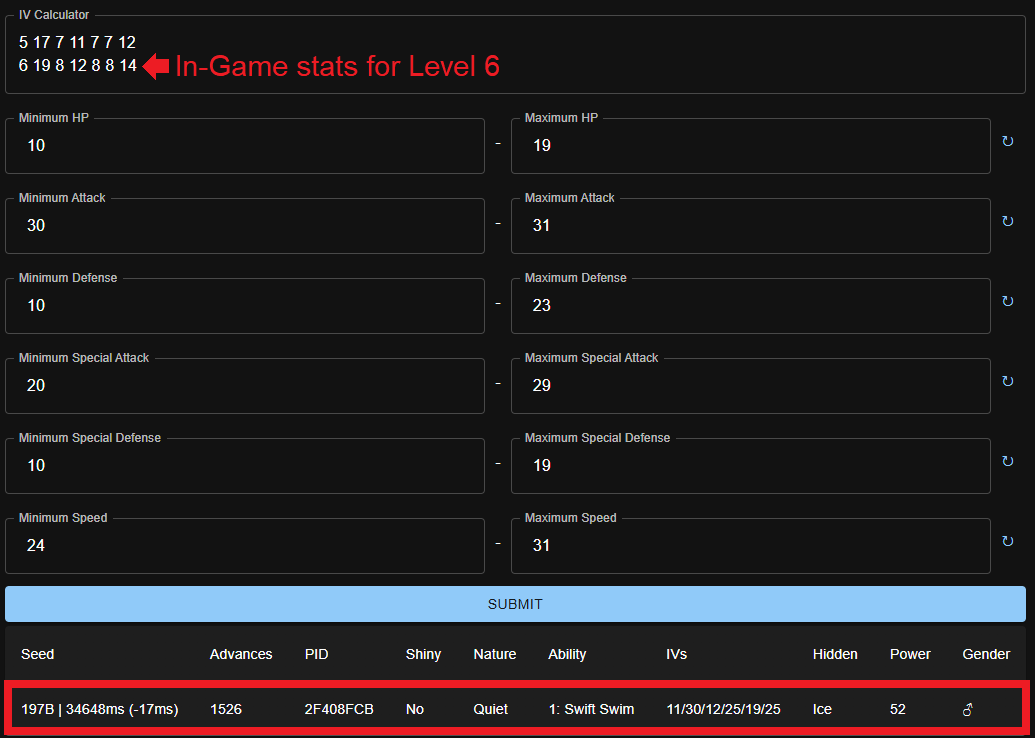 IV Calculator
5 17 7 11 7 7 12
6 19 8 12 8 8 14 In-Game stats for Level 6
Minimum HP Maximum HP
10 - 19
Minimum Attack Maximum Attack
30 - 31
Minimum Defense Maximum Defense
10 - 23
Minimum Special Attack Maximum Special Attack
20 - 29
Minimum Special Defense Maximum Special Defense
10 - 19
Minimum Speed Maximum Speed
24 - 31
SUBMIT
Seed Advances PID Shiny Nature Ability IVs Hidden Power Gender
197B | 34648ms (-17ms) 1526 2F408FCB No Quiet 1: Swift Swim 11/30/12/25/19/25 Ice 52 ♂